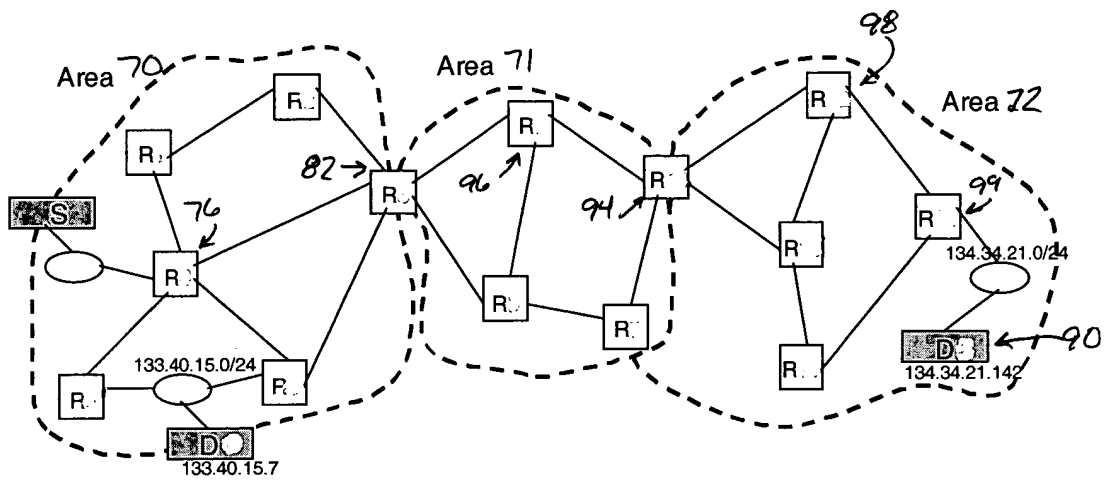 98
Area 70
Area 71
Area 72
R
R
R
R
82
96
R
R
94
99
S
76
R
R
R
134.34.21.0/24
R
R
133.40.15.0/24
D
90
134.34.21.142
R
R
R
D
133.40.15.7